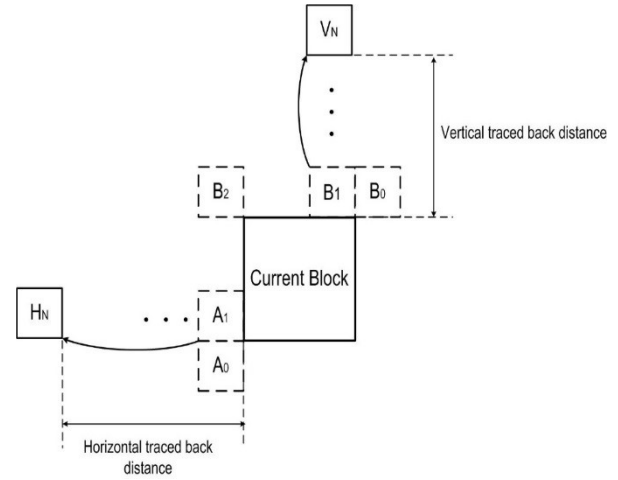 VN
Vertical traced back distance
B2
B1
B0
Current Block
HN
A1
A0
Horizontal traced back
distance